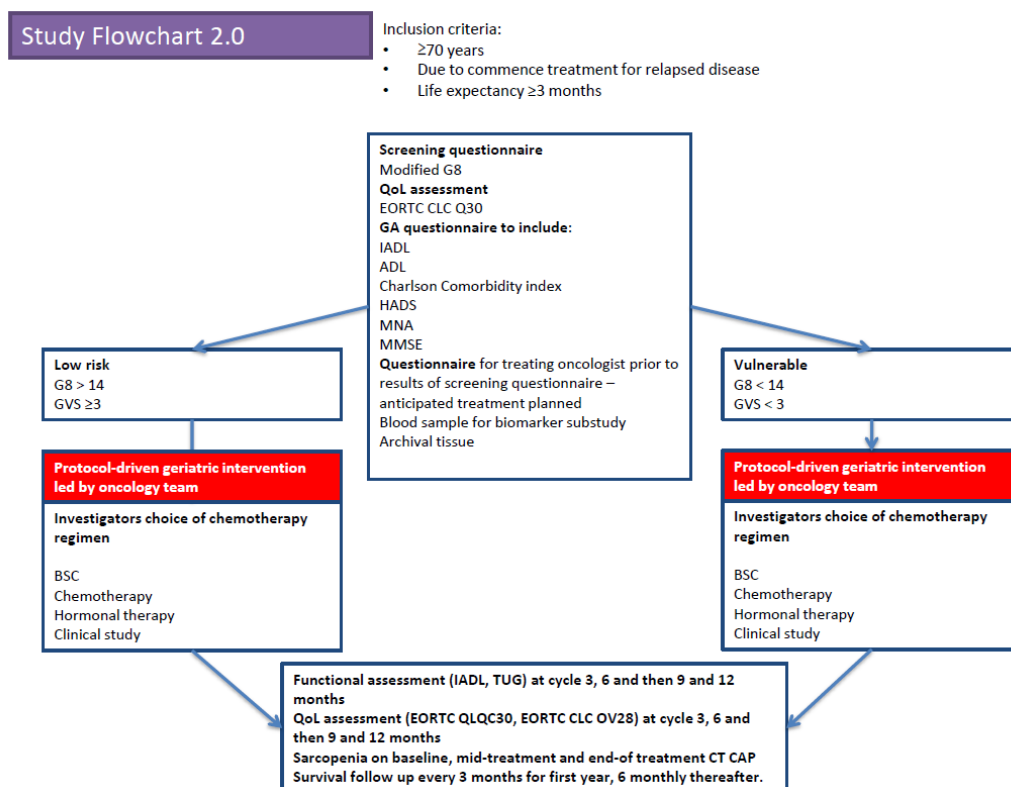 Study Flowchart 2.0
Inclusion criteria:
• ≥70 years
• Due to commence treatment for relapsed disease
• Life expectancy ≥3 months
Screening questionnaire
Modified G8
QoL assessment
EORTC CLC Q30
GA questionnaire to include:
IADL
ADL
Charlson Comorbidity index
HADS
MNA
MMSE
Questionnaire for treating oncologist prior to
results of screening questionnaire –
anticipated treatment planned
Blood sample for biomarker substudy
Archival tissue
Low risk
G8 > 14
GVS ≥3
Protocol-driven geriatric intervention
led by oncology team
Investigators choice of chemotherapy
regimen
BSC
Chemotherapy
Hormonal therapy
Clinical study
Vulnerable
G8 < 14
GVS < 3
Protocol-driven geriatric intervention
led by oncology team
Investigators choice of chemotherapy
regimen
BSC
Chemotherapy
Hormonal therapy
Clinical study
Functional assessment (IADL, TUG) at cycle 3, 6 and then 9 and 12
months
QoL assessment (EORTC QLQC30, EORTC CLC OV28) at cycle 3, 6 and
then 9 and 12 months
Sarcopenia on baseline, mid-treatment and end-of treatment CT CAP
Survival follow up every 3 months for first year, 6 monthly thereafter.